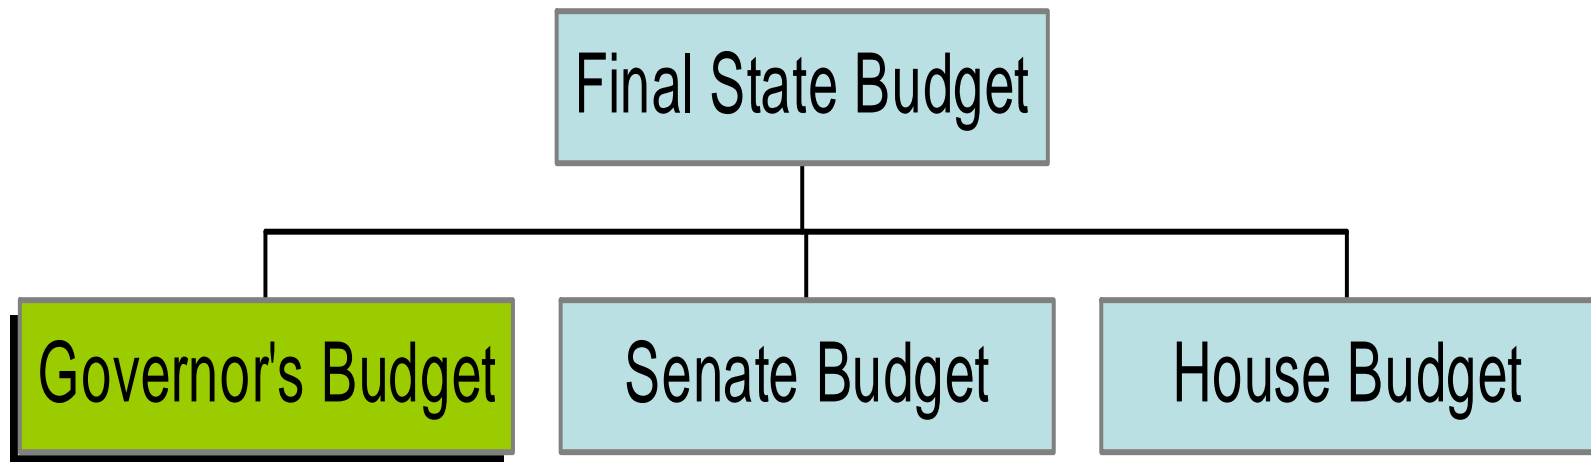 Final State Budget
Governor's Budget
Senate Budget
House Budget